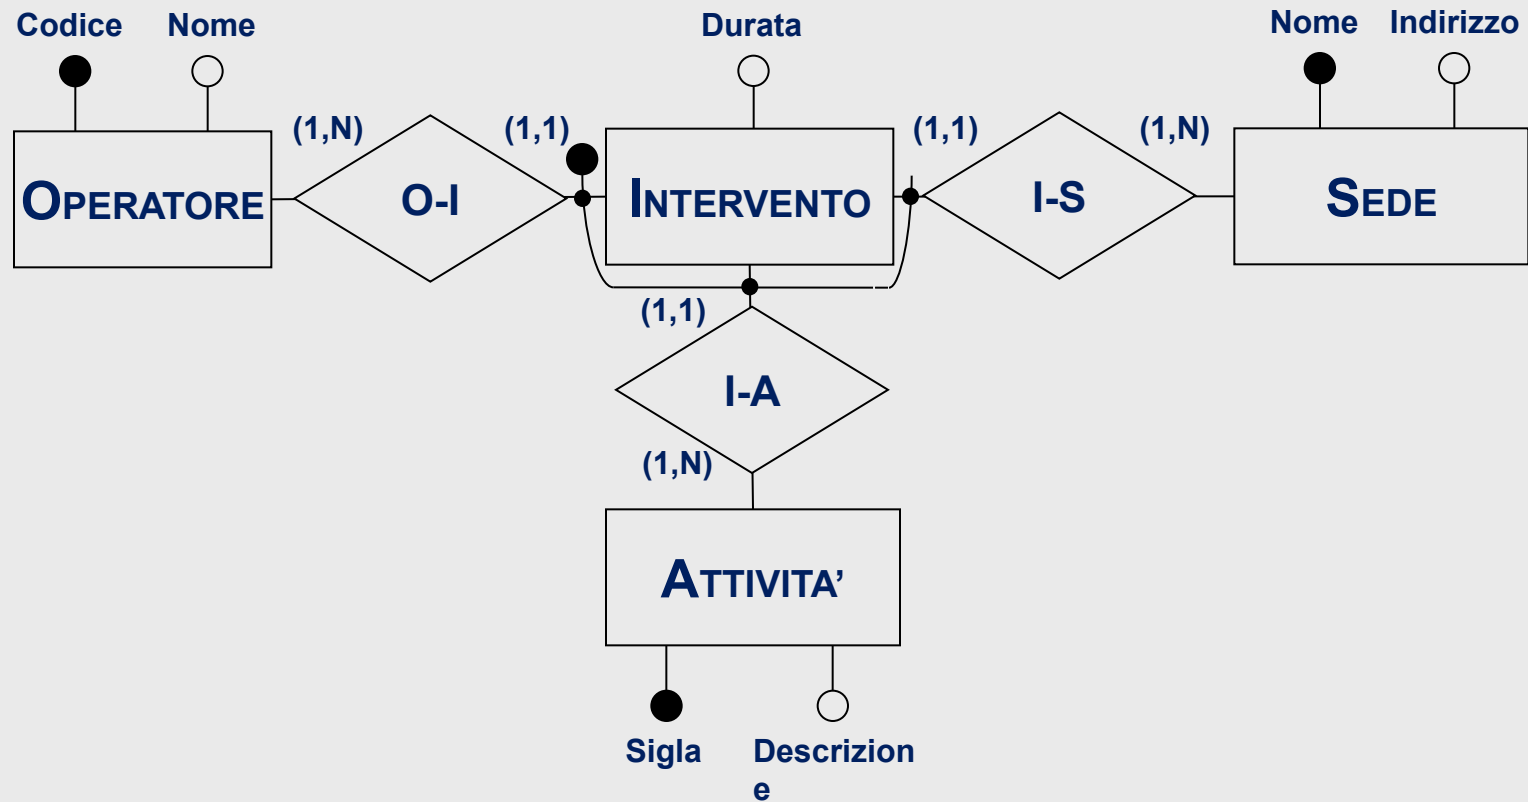 Codice Nome Durata Nome Indirizzo
(1,N) (1,1) (1,1) (1,N)
OPERATORE O-I INTERVENTO I-S SEDE
(1,1)
I-A
(1,N)
ATTIVITA’
Sigla Descrizion
e